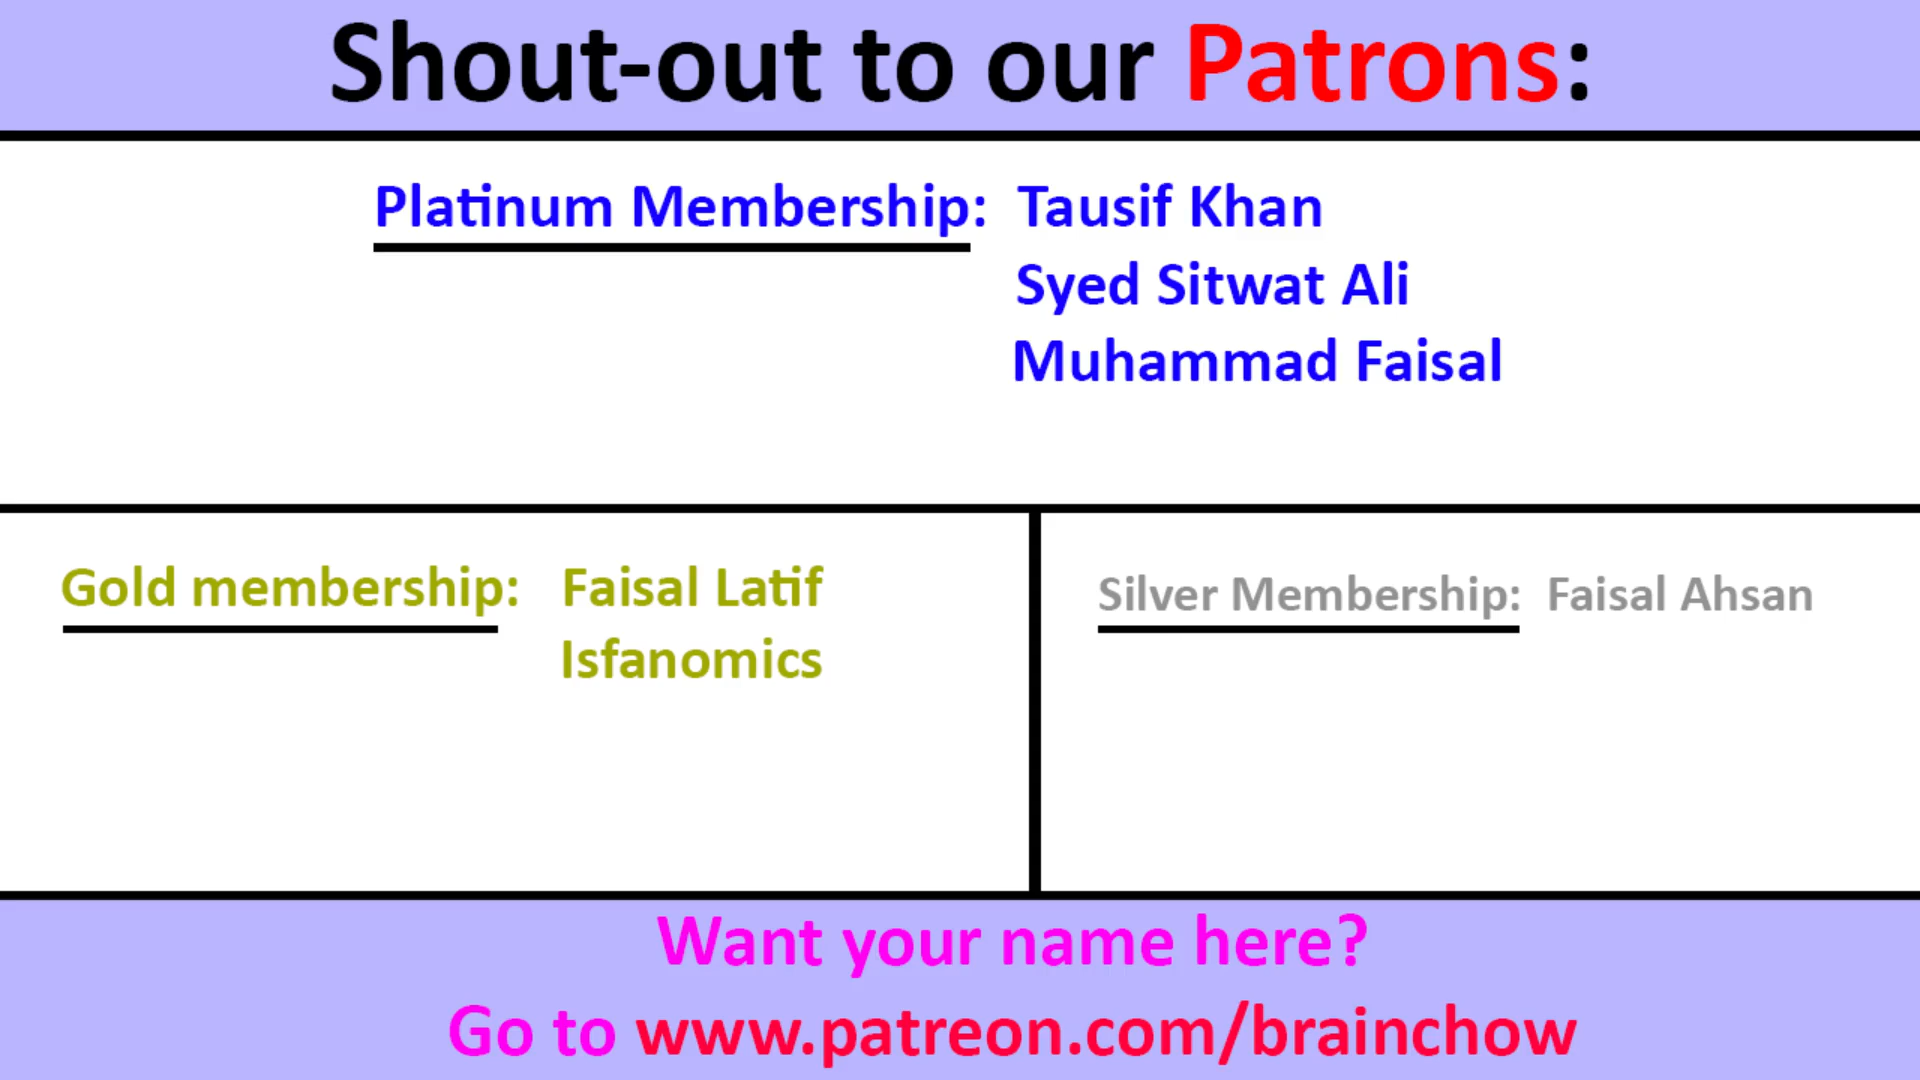 Shout-out to our Patrons:
Platinum Membership: Tausif Khan
Syed Sitwat Ali
Muhammad Faisal
Gold membership: Faisal Latif
Isfanomics
Silver Membership: Faisal Ahsan
Want your name here?
Go to www.patreon.com/brainchow